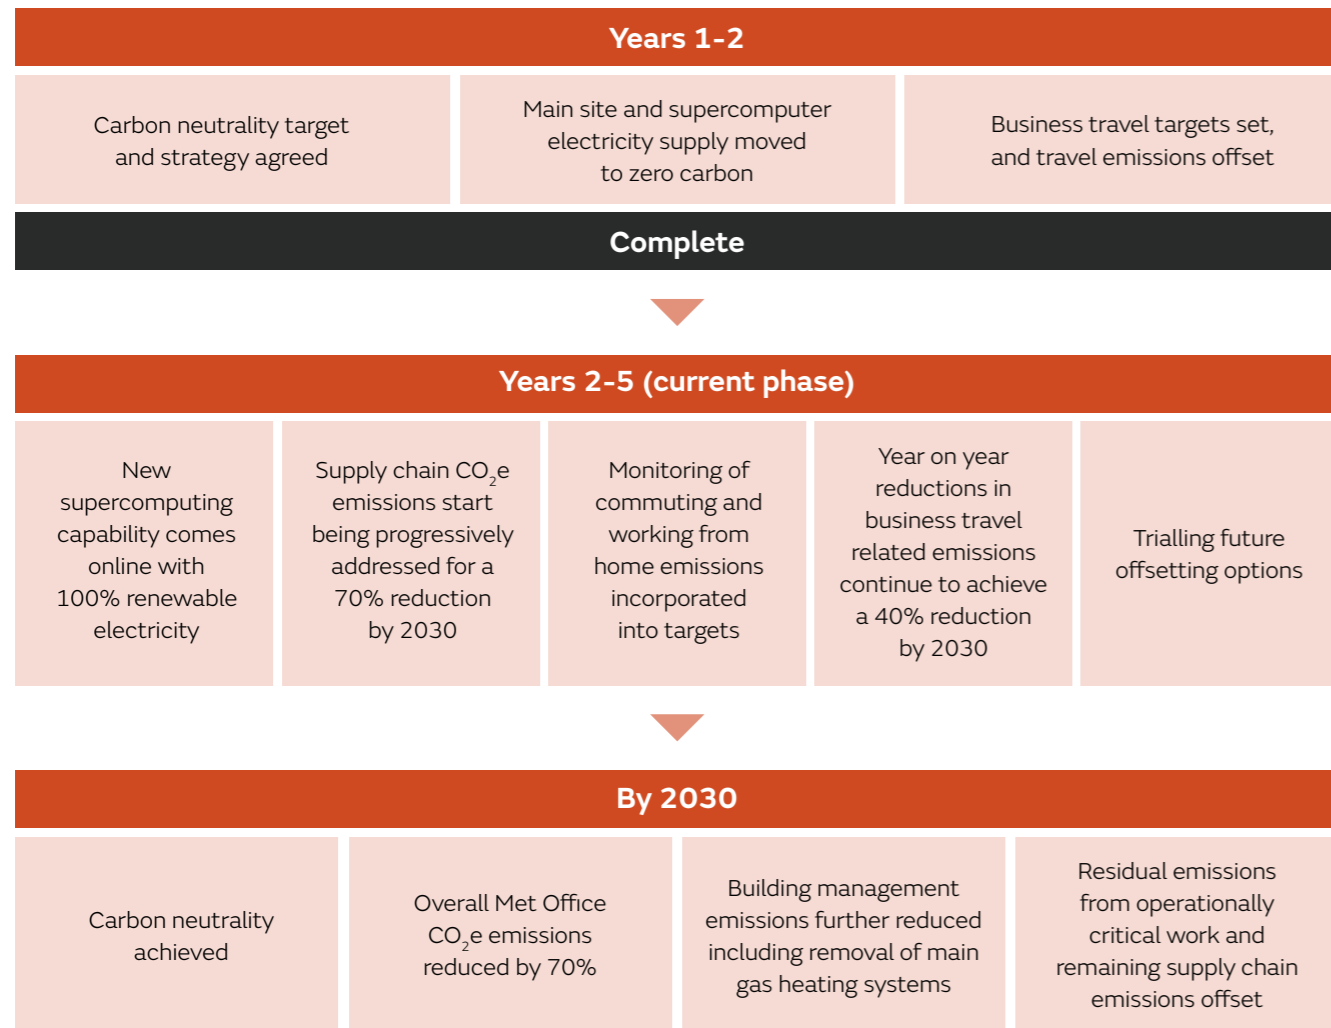 Years 1-2
Carbon neutrality target
and strategy agreed
Main site and supercomputer
electricity supply moved
to zero carbon
Business travel targets set,
and travel emissions offset
Complete
Years 2-5 (current phase)
New
supercomputing
capability comes
online with
100% renewable
electricity
Supply chain CO₂e
emissions start
being progressively
addressed for a
70% reduction
by 2030
Monitoring of
commuting and
working from
home emissions
incorporated
into targets
Year on year
reductions in
business travel
related emissions
continue to achieve
a 40% reduction
by 2030
Trialling future
offsetting options
By 2030
Carbon neutrality
achieved
Overall Met Office
CO₂e emissions
reduced by 70%
Building management
emissions further reduced
including removal of main
gas heating systems
Residual emissions
from operationally
critical work and
remaining supply chain
emissions offset